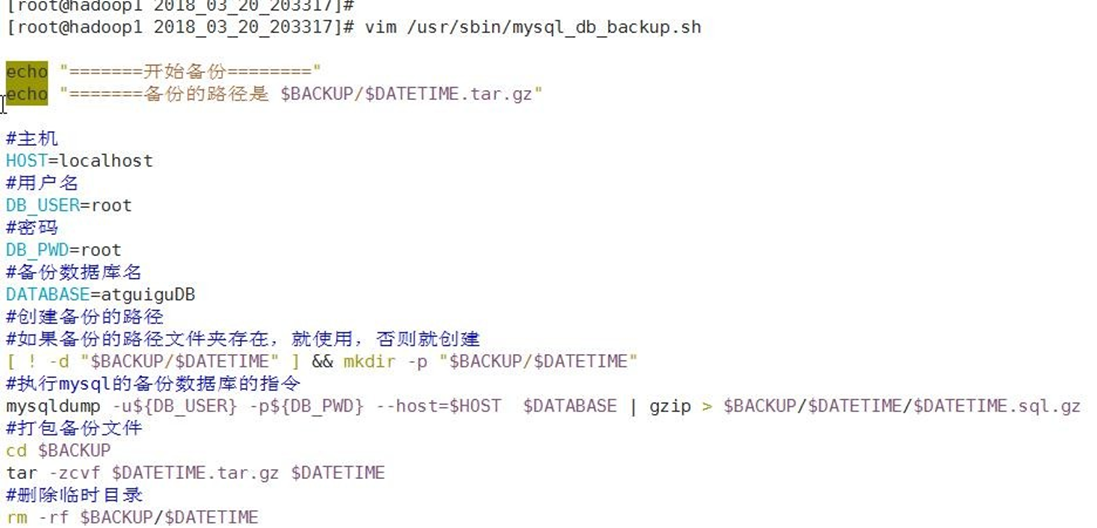 [root@hadoop1 2018_03_20_203317]#
[root@hadoop1 2018_03_20_203317]# vim /usr/sbin/mysql_db_backup.sh
echo "=======开始备份========"
echo "=======备份的路径是 $BACKUP/$DATETIME.tar.gz"
#主机
HOST=localhost
#用户名
DB_USER=root
#密码
DB_PWD=root
#备份数据库名
DATABASE=atguiguDB
#创建备份的路径
#如果备份的路径文件夹存在，就使用，否则就创建
[ ! -d "$BACKUP/$DATETIME" ] && mkdir -p "$BACKUP/$DATETIME"
#执行mysql的备份数据库的指令
mysqldump -u${DB_USER} -p${DB_PWD} --host=$HOST  $DATABASE | gzip > $BACKUP/$DATETIME/$DATETIME.sql.gz
#打包备份文件
cd $BACKUP
tar -zcvf $DATETIME.tar.gz $DATETIME
#删除临时目录
rm -rf $BACKUP/$DATETIME